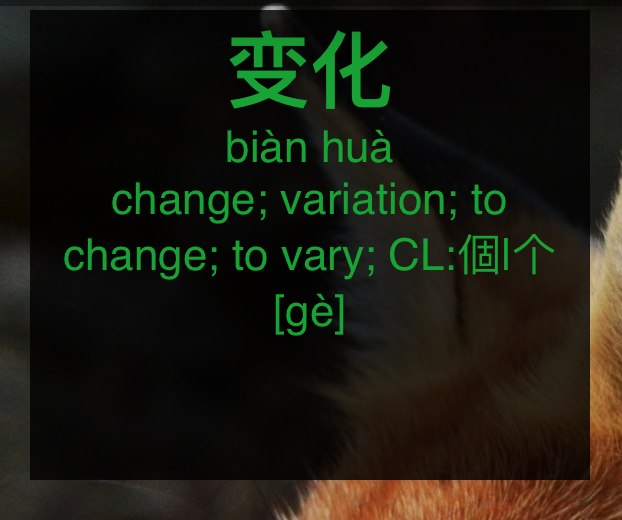 变化
biàn huà
change; variation; to
change; to vary; CL:個|个
[gè]